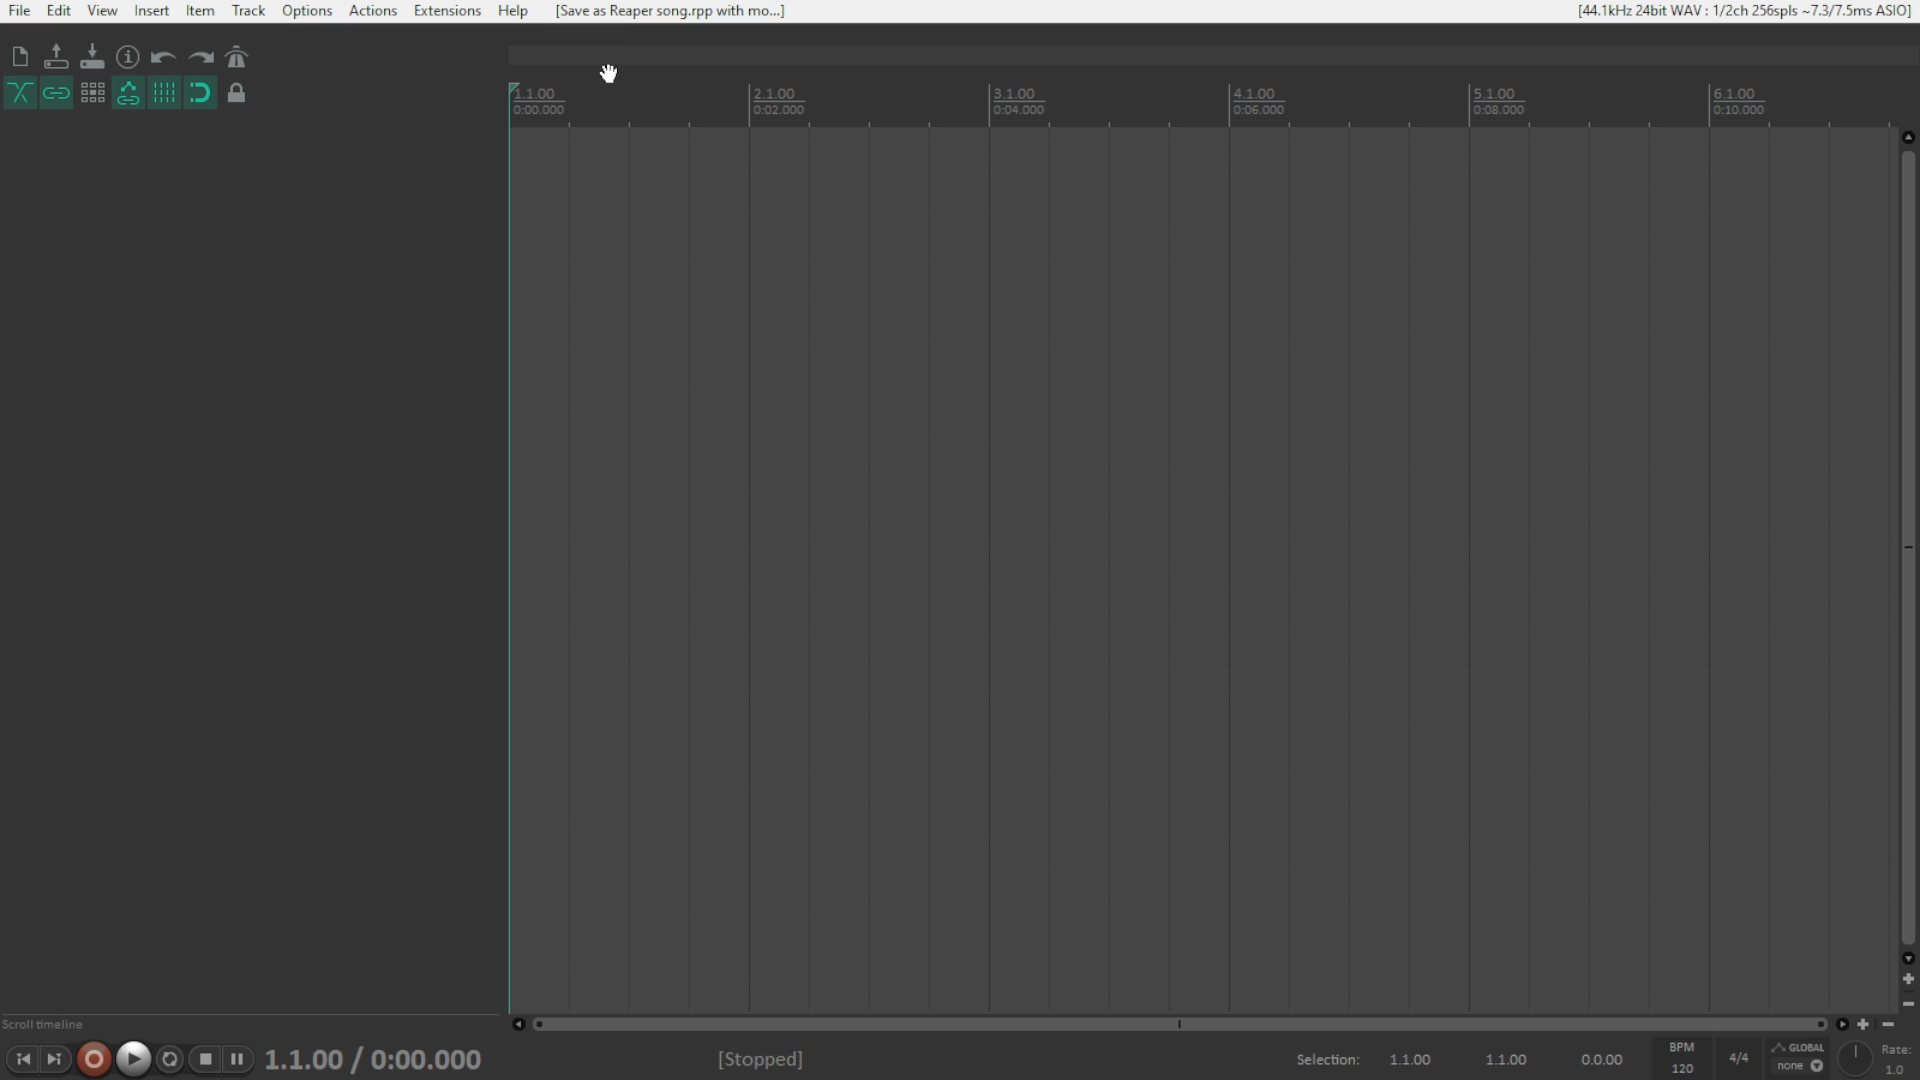 File Edit View Insert Item Track Options Actions Extensions Help [Save as Reaper song.rpp with mo...] [44.1kHz 24bit WAV : 1/2ch 256spls ~7.3/7.5ms ASIO]
1.1.00 2.1.00 3.1.00 4.1.00 5.1.00 6.1.00
0:00.000 0:02.000 0:04.000 0:06.000 0:08.000 0:10.000
Scroll timeline
1.1.00 / 0:00.000 [Stopped] Selection: 1.1.00 1.1.00 0.0.00 BPM 4/4 GLOBAL Rate:
120 none 1.0